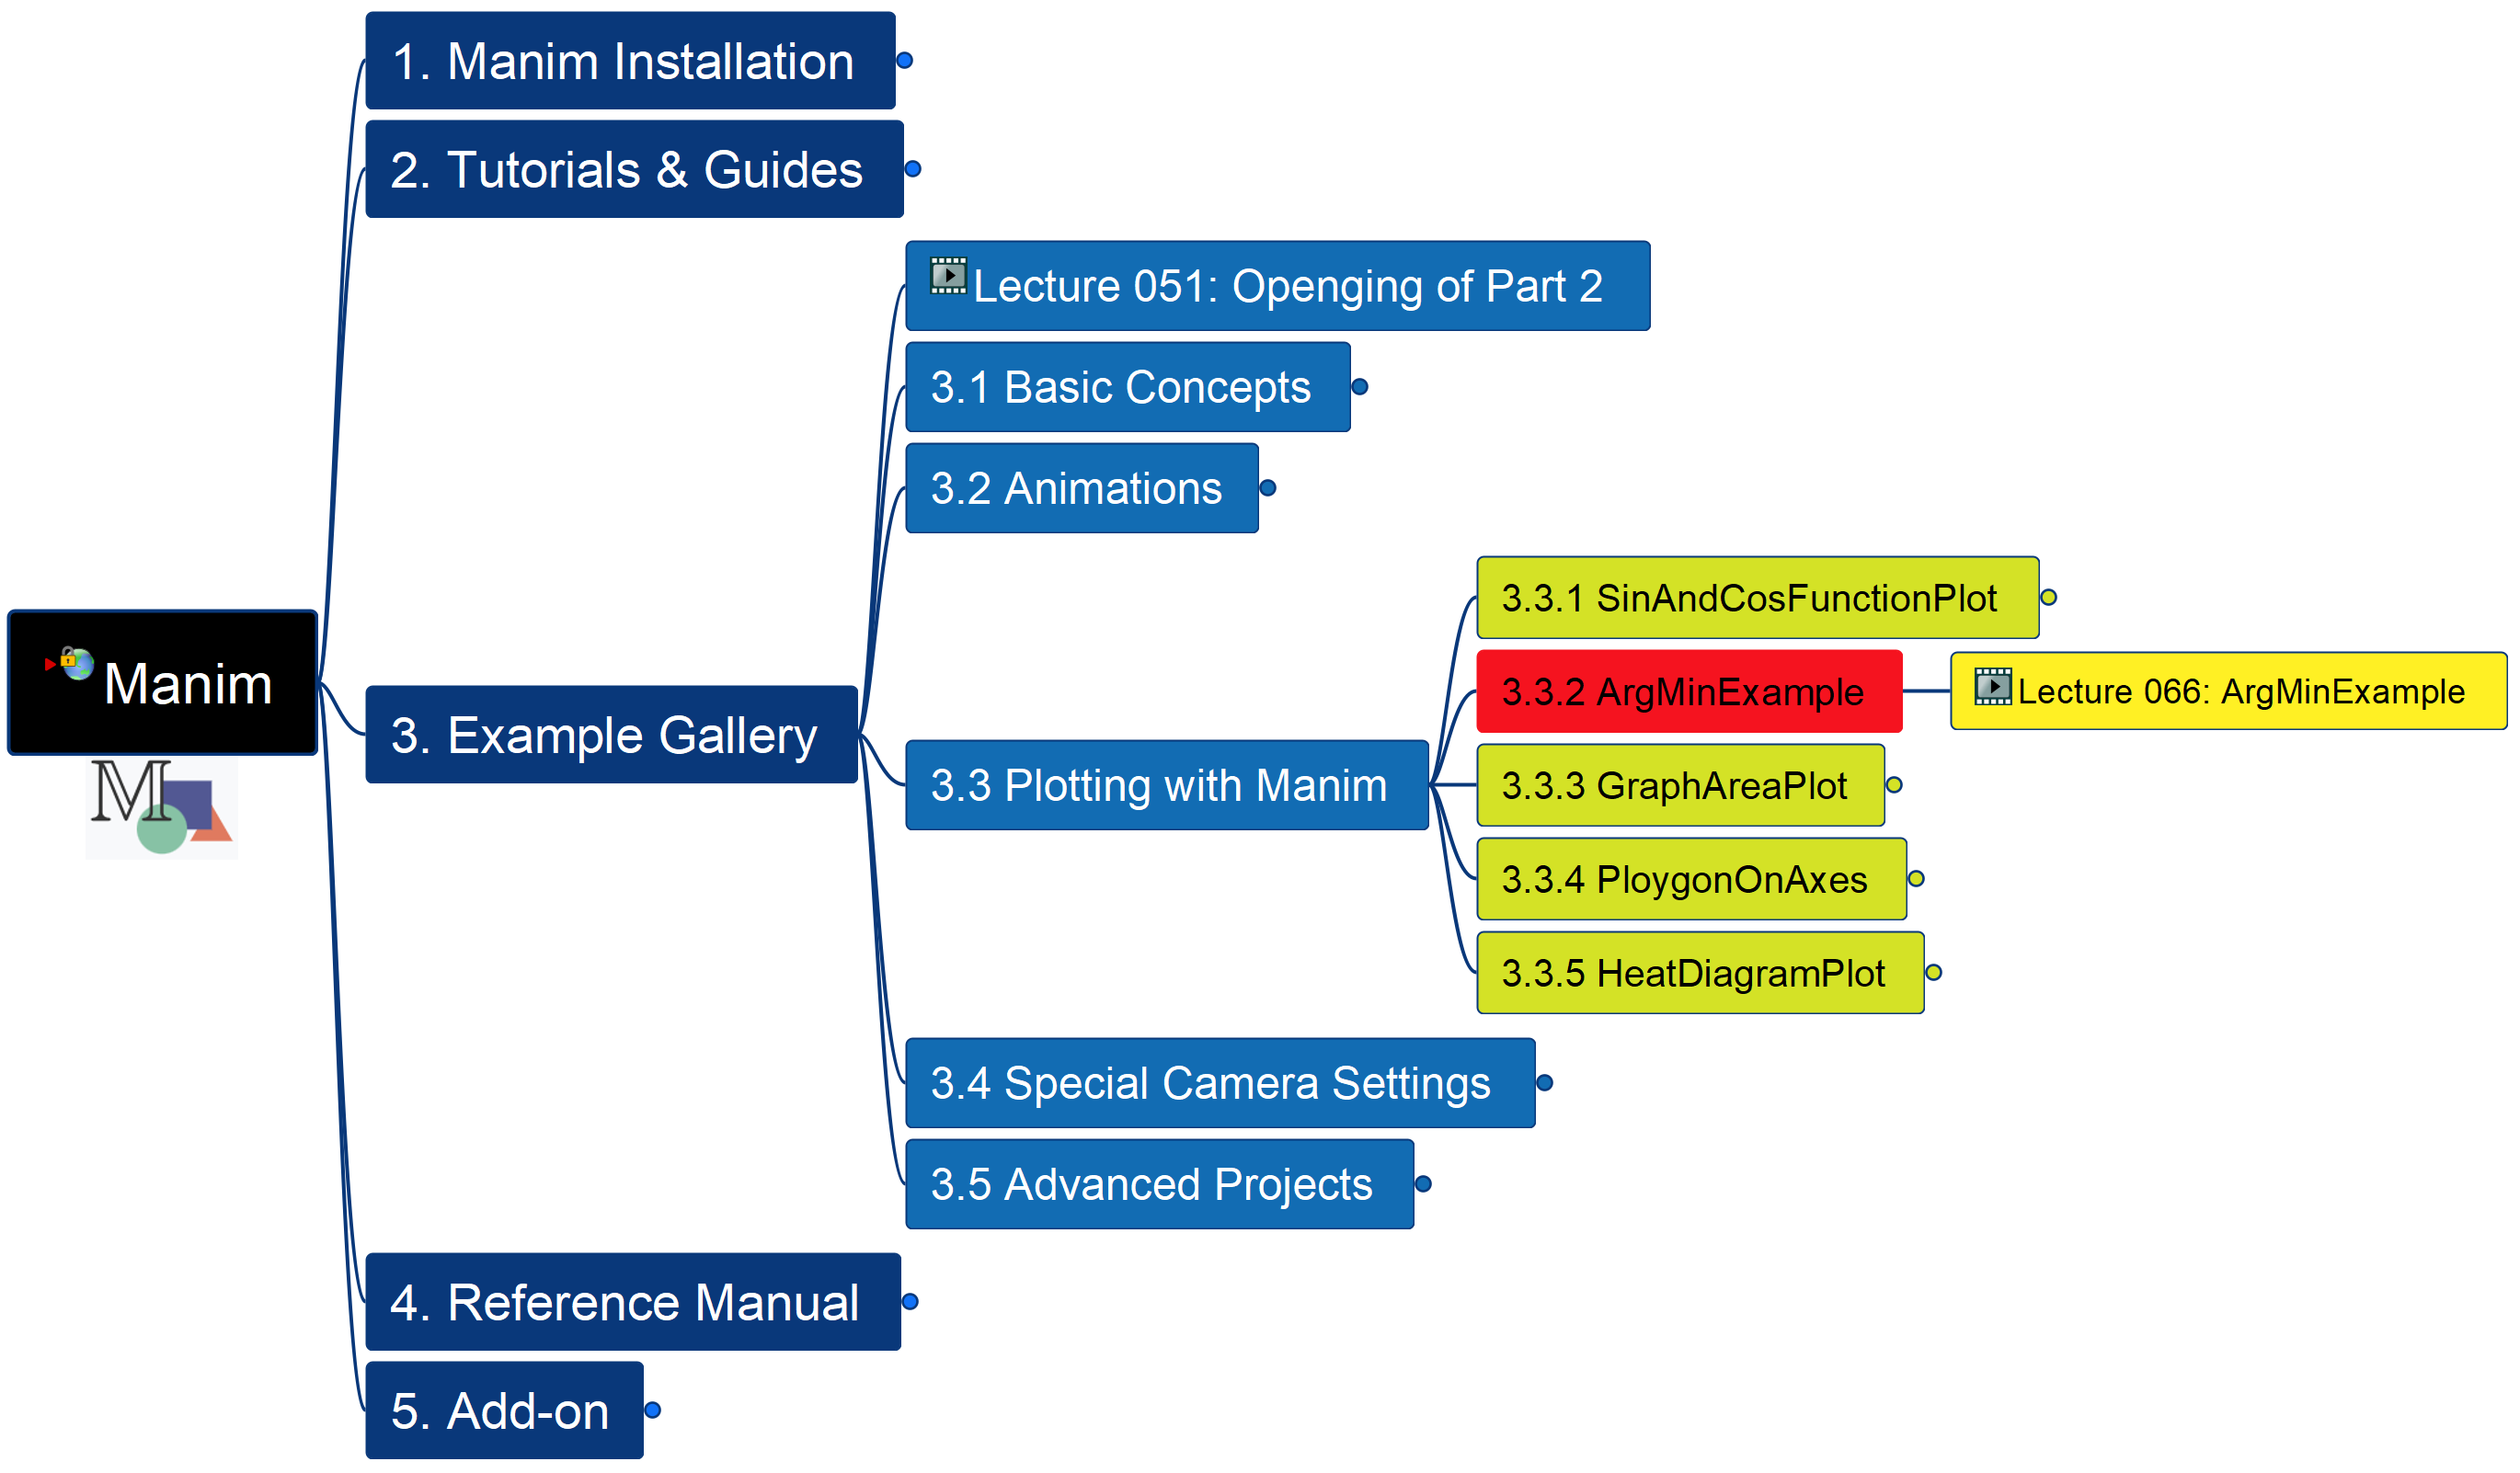 1. Manim Installation
2. Tutorials & Guides
Lecture 051: Openging of Part 2
3.1 Basic Concepts
3.2 Animations
3.3.1 SinAndCosFunctionPlot
Manim
3.3.2 ArgMinExample
Lecture 066: ArgMinExample
3. Example Gallery
3.3 Plotting with Manim
3.3.3 GraphAreaPlot
M
3.3.4 PloygonOnAxes
3.3.5 HeatDiagramPlot
3.4 Special Camera Settings
3.5 Advanced Projects
4. Reference Manual
5. Add-on